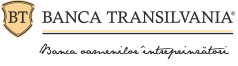 BT BANCA TRANSILVANIA®
Banca oamenilor întreprinzători